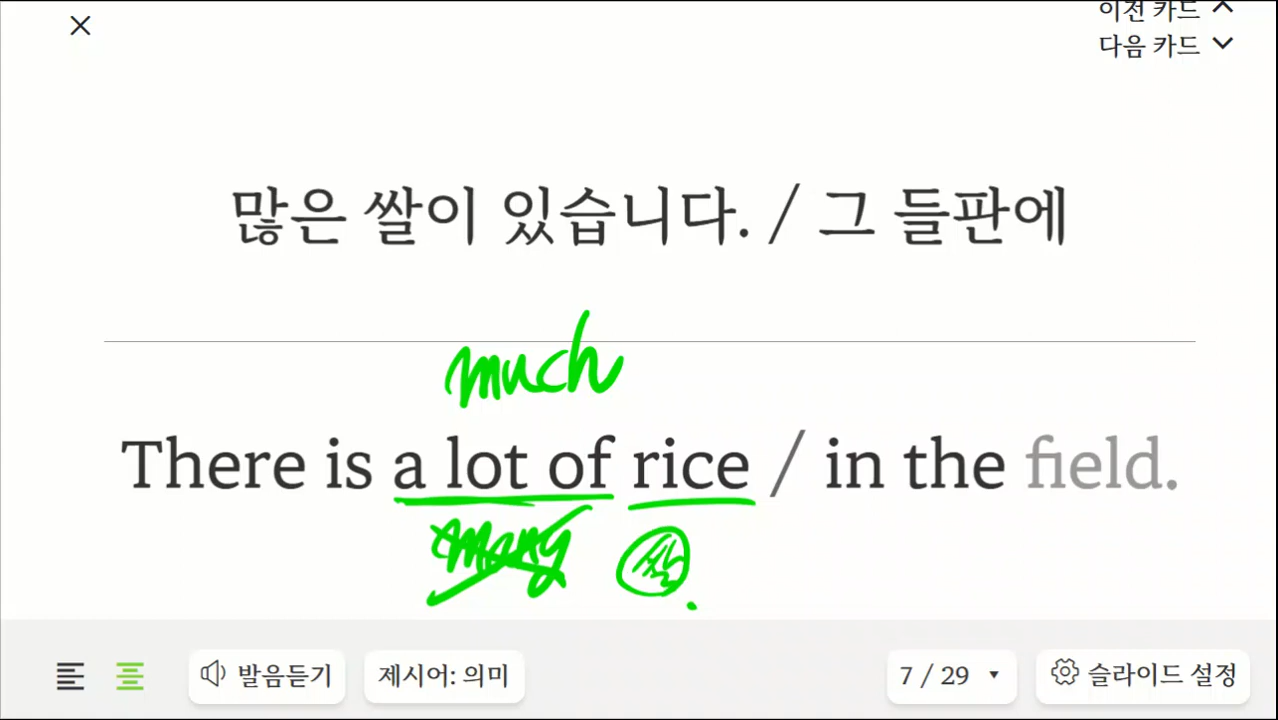 이전 카드
다음 카드
많은 쌀이 있습니다. / 그 들판에
much
There is a lot of rice / in the field.
many
쌀
발음듣기
제시어: 의미
7 / 29
슬라이드 설정